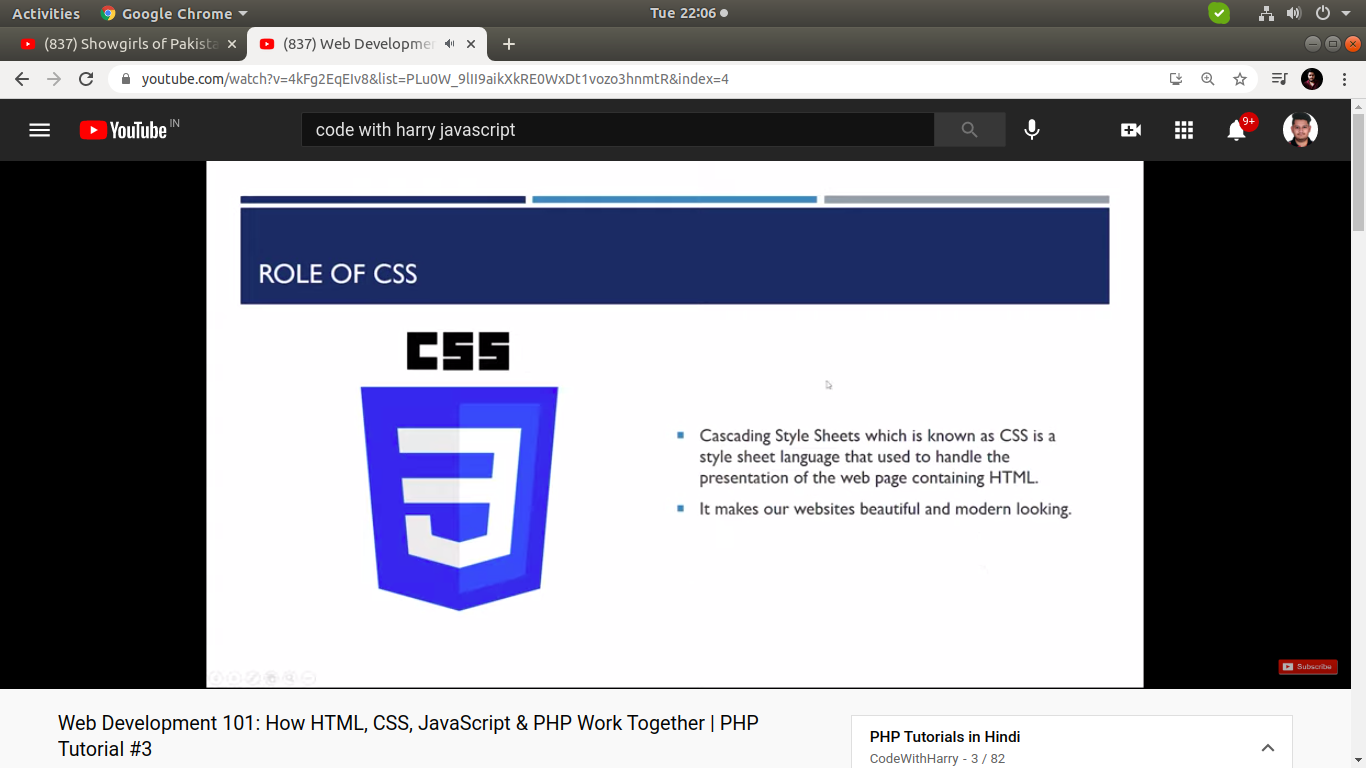 Activities
Google Chrome
Tue 22:06
(837) Showgirls of Pakista
(837) Web Developmen
youtube.com/watch?v=4kFg2EqEIv8&list=PLu0W_9lII9aikXkRE0WxDt1vozo3hnmtR&index=4
YouTube IN
code with harry javascript
9+
ROLE OF CSS
CSS
Cascading Style Sheets which is known as CSS is a
style sheet language that used to handle the
presentation of the web page containing HTML.
It makes our websites beautiful and modern looking.
Subscribe
Web Development 101: How HTML, CSS, JavaScript & PHP Work Together | PHP
Tutorial #3
PHP Tutorials in Hindi
CodeWithHarry - 3 / 82